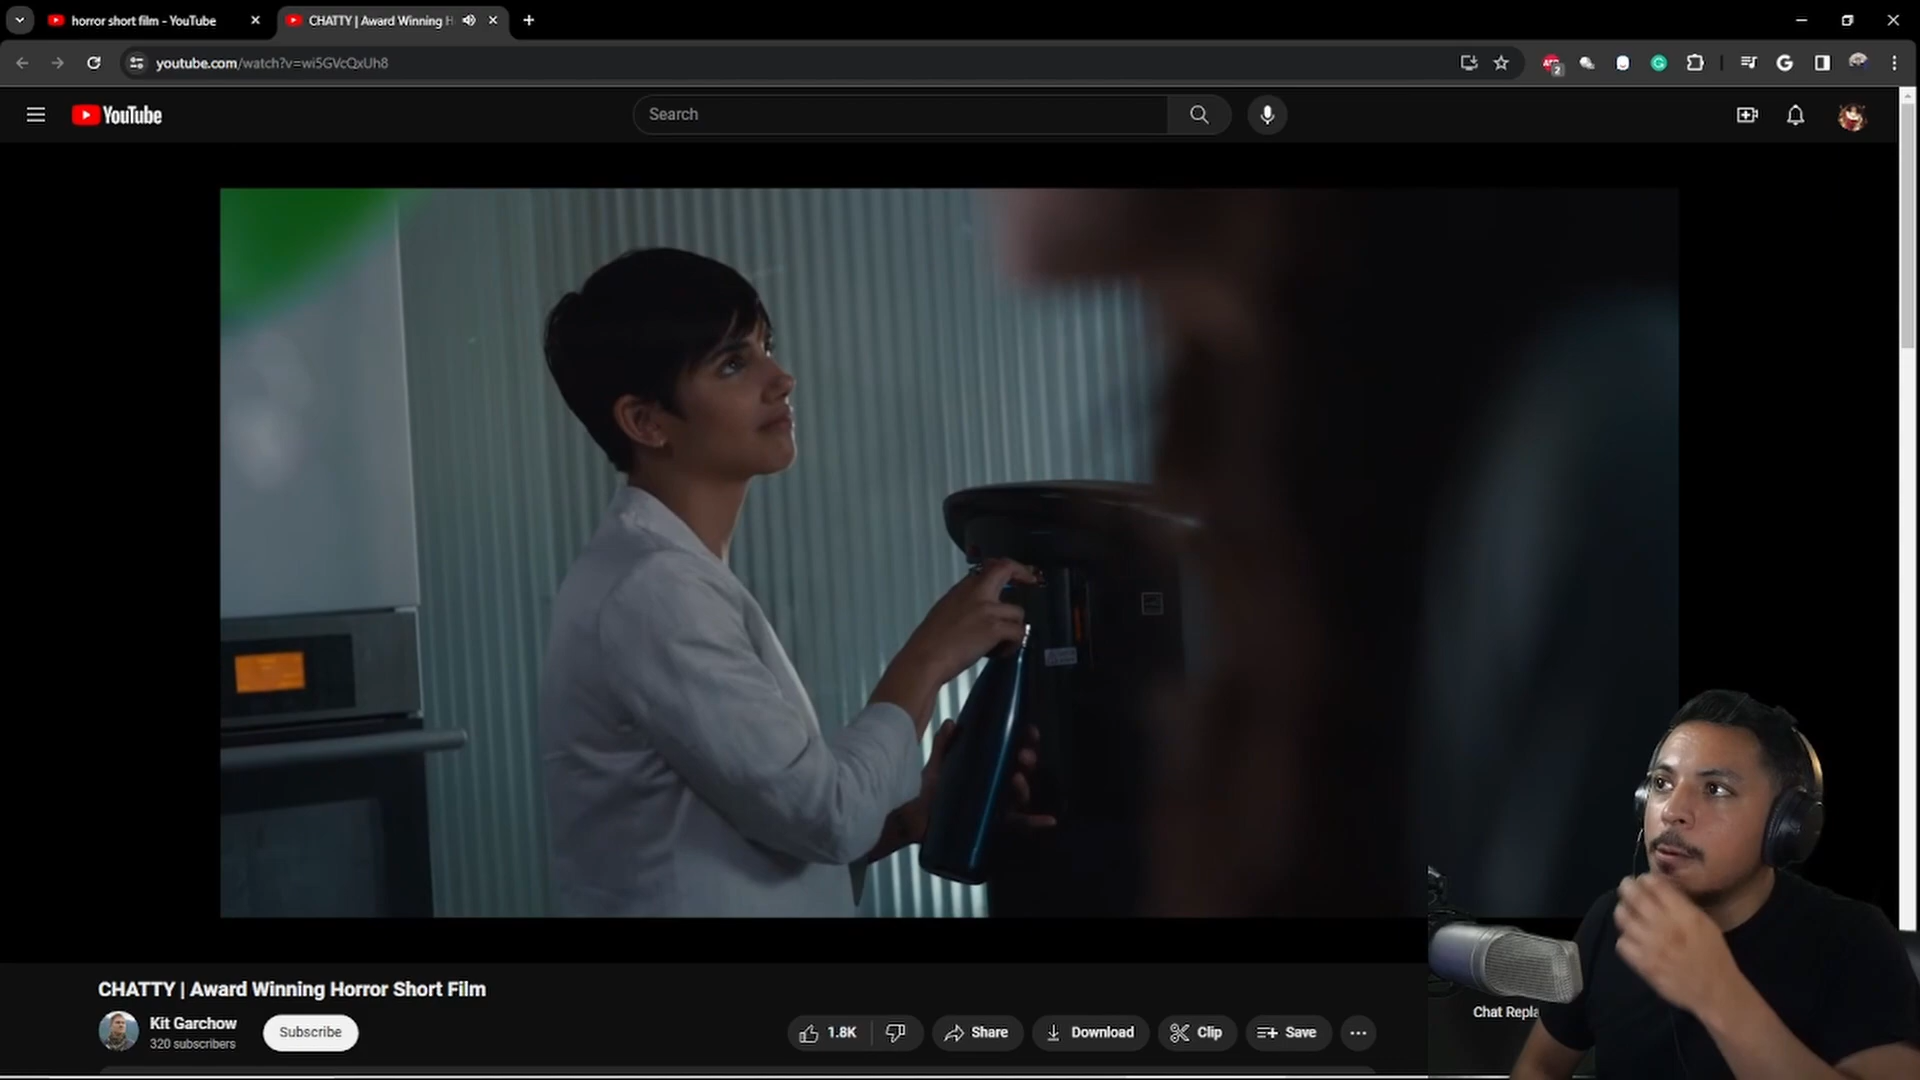 horror short film - YouTube
CHATTY | Award Winning H
youtube.com/watch?v=wi5GVcQxUh8
2
YouTube
Search
CHATTY | Award Winning Horror Short Film
Kit Garchow
320 subscribers
Subscribe
1.8K
Share
Download
Clip
Save
Chat Repla